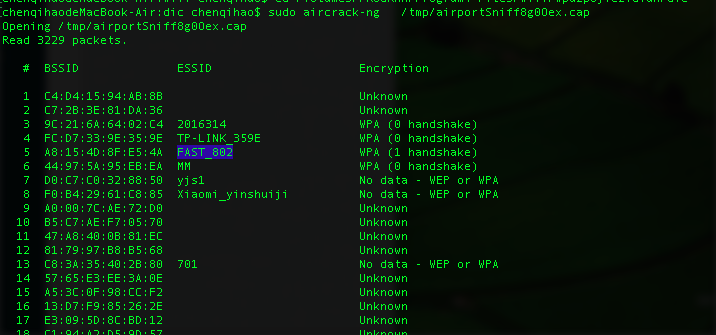 chenqihaodeMacBook-Air:dic chenqihao$ sudo aircrack-ng /tmp/airportSniff8g0Oex.cap
Opening /tmp/airportSniff8g0Oex.cap
Read 3229 packets.
# BSSID ESSID Encryption
1 C4:D4:15:94:AB:8B Unknown
2 C7:2B:3E:81:DA:36 Unknown
3 9C:21:6A:64:02:C4 2016314 WPA (0 handshake)
4 FC:D7:33:9E:35:9E TP-LINK_359E WPA (0 handshake)
5 A8:15:4D:8F:E5:4A FAST_802 WPA (1 handshake)
6 44:97:5A:95:EB:EA MM WPA (0 handshake)
7 D0:C7:C0:32:88:50 yjs1 No data - WEP or WPA
8 F0:B4:29:61:C8:85 Xiaomi_yinshuiji No data - WEP or WPA
9 A0:00:7C:AE:72:D0 Unknown
10 B5:C7:AE:F7:05:70 Unknown
11 47:A8:40:0B:81:EC Unknown
12 81:79:97:B8:B5:68 Unknown
13 C8:3A:35:40:2B:80 701 No data - WEP or WPA
14 57:65:E3:EE:3A:0E Unknown
15 A5:3C:0F:98:CC:F2 Unknown
16 13:D7:F9:85:26:2E Unknown
17 E3:09:5D:8C:BD:12 Unknown
18 C1:94:A2:D5:9D:57 Unknown